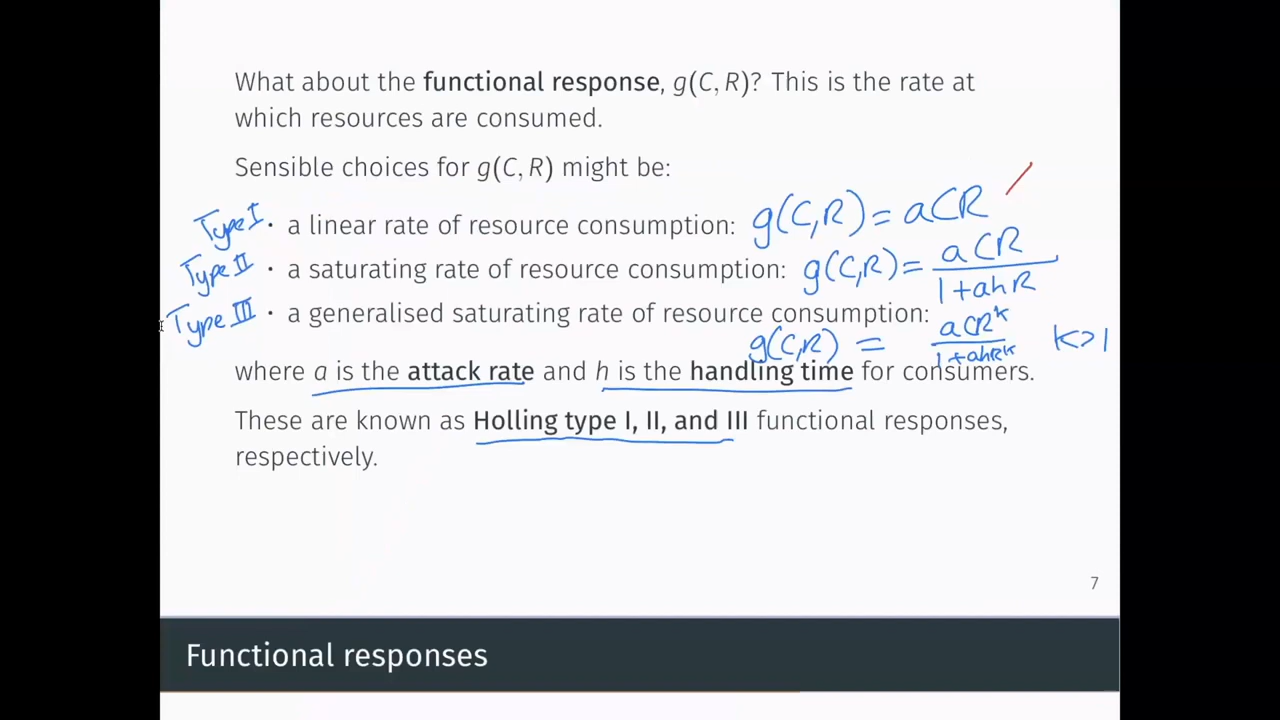 What about the functional response, g(C, R)? This is the rate at
which resources are consumed.
Sensible choices for g(C, R) might be:
Type I · a linear rate of resource consumption: g(C,R) = aCR
Type II · a saturating rate of resource consumption: g(C,R) = aCR / 1+ahR
Type III · a generalised saturating rate of resource consumption:
g(C,R) = aCR^k / 1+ahR^k K>1
where a is the attack rate and h is the handling time for consumers.
These are known as Holling type I, II, and III functional responses,
respectively.
7
Functional responses